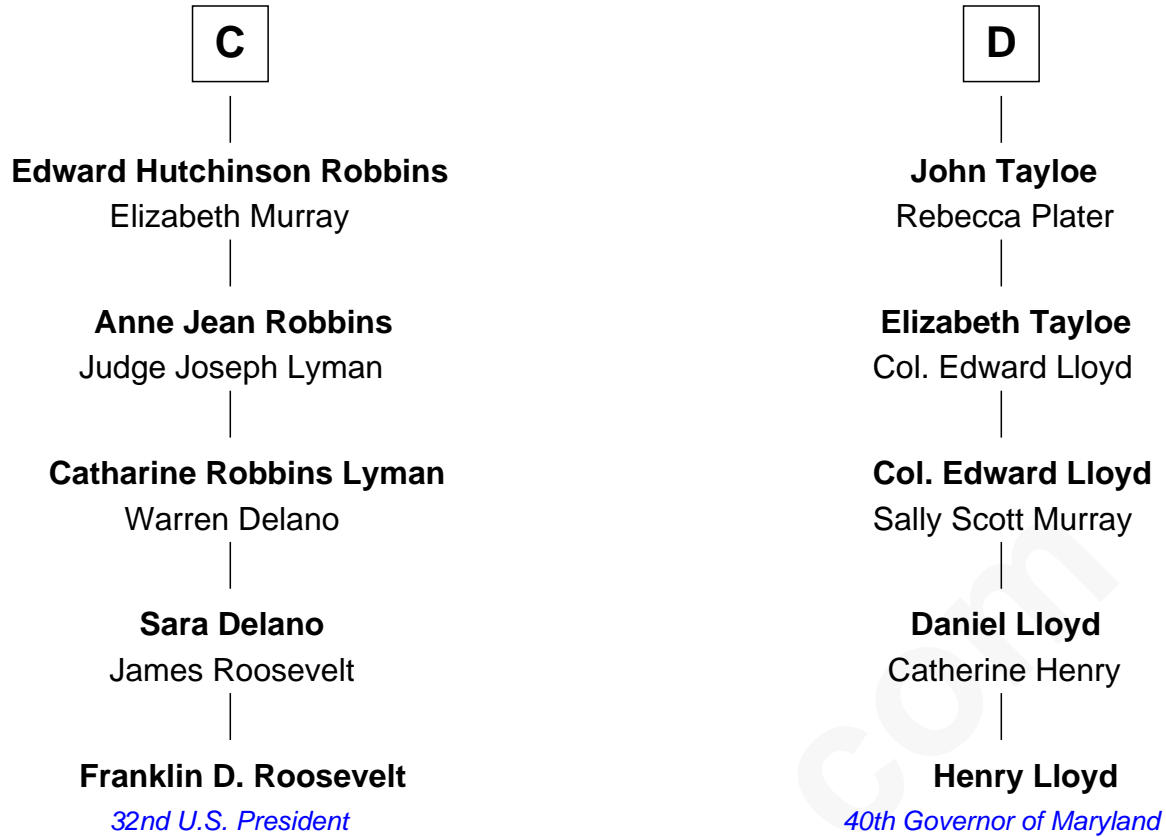 C
Edward Hutchinson Robbins
Elizabeth Murray
Anne Jean Robbins
Judge Joseph Lyman
Catharine Robbins Lyman
Warren Delano
Sara Delano
James Roosevelt
Franklin D. Roosevelt
32nd U.S. President
D
John Tayloe
Rebecca Plater
Elizabeth Tayloe
Col. Edward Lloyd
Col. Edward Lloyd
Sally Scott Murray
Daniel Lloyd
Catherine Henry
Henry Lloyd
40th Governor of Maryland
com